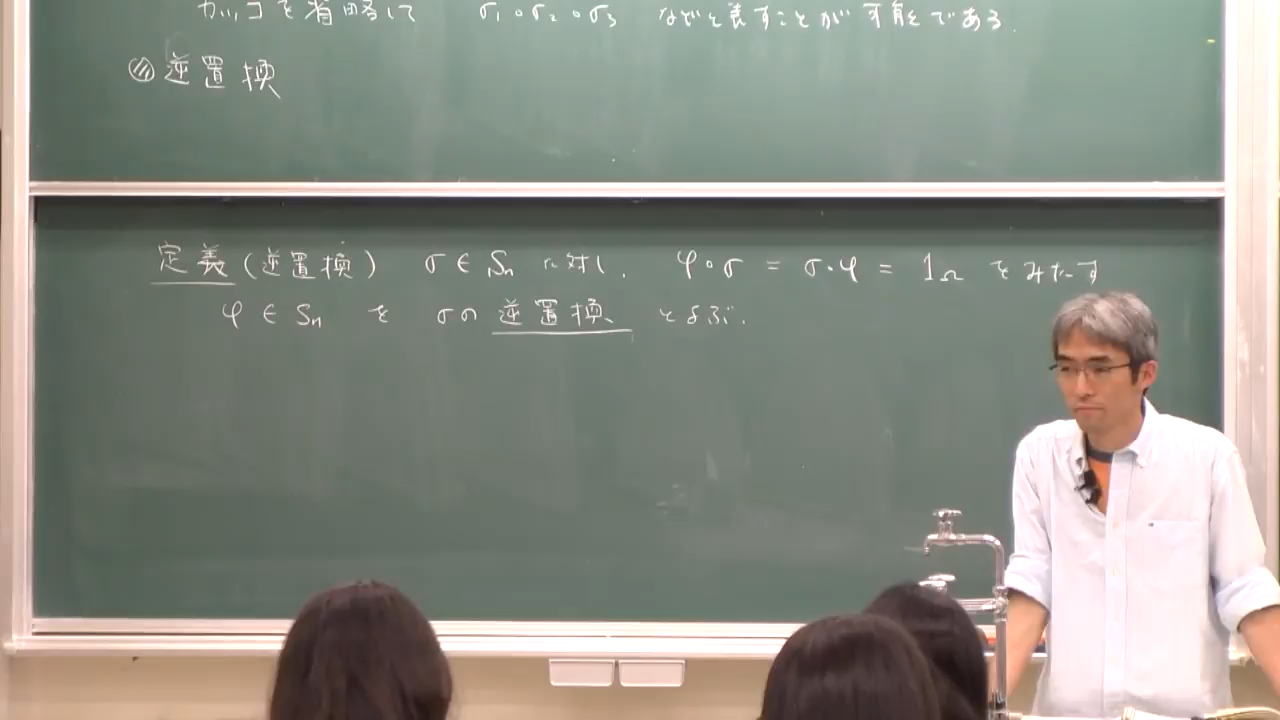 カッコを省略して σ₁∘σ₂∘σ₃ などと表すことが可能である.
逆置換
定義(逆置換) σ∈Sₙ に対し, φ∘σ = σ∘φ = 1_Ω をみたす
φ∈Sₙ を σの逆置換 とよぶ.